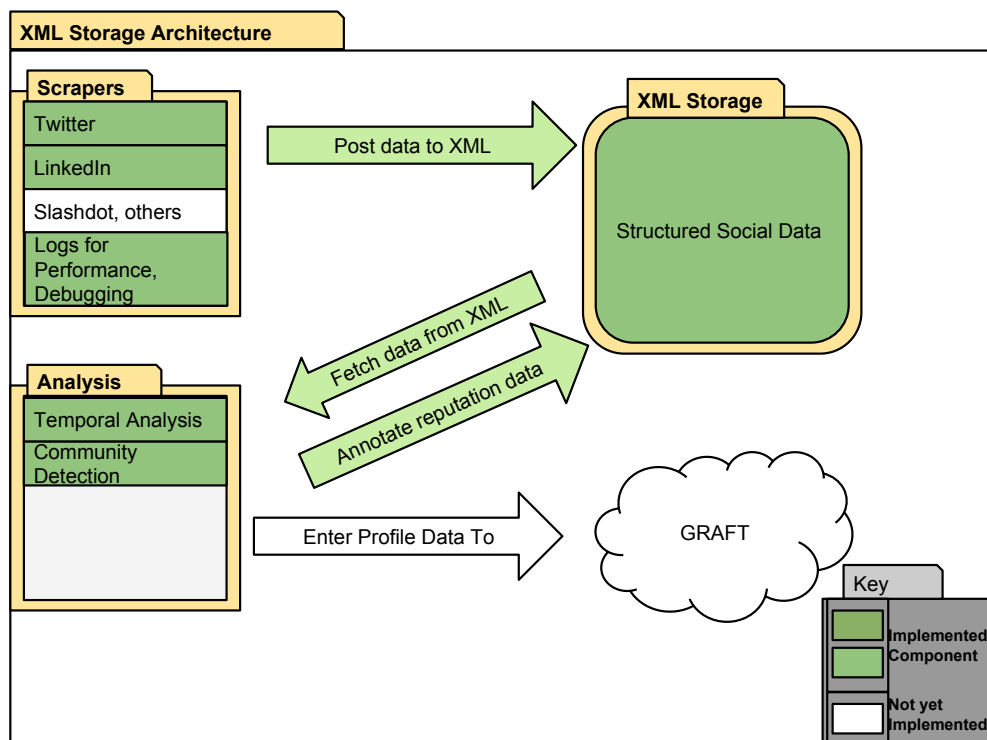 XML Storage Architecture
Scrapers
Twitter
LinkedIn
Slashdot, others
Logs for
Performance,
Debugging
Post data to XML
XML Storage
Structured Social Data
Fetch data from XML
Annotate reputation data
Analysis
Temporal Analysis
Community
Detection
Enter Profile Data To
GRAFT
Key
Implemented
Component
Not yet
Implemented